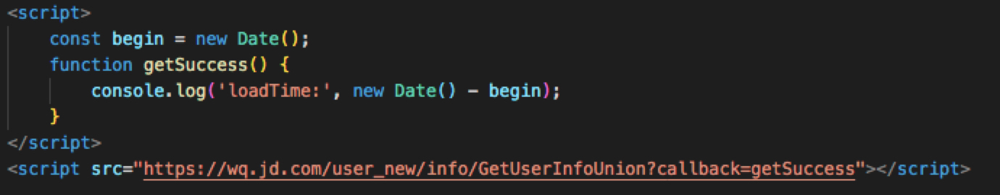 <script>
const begin = new Date();
function getSuccess() {
console.log('loadTime:', new Date() - begin);
}
</script>
<script src="https://wq.jd.com/user_new/info/GetUserInfoUnion?callback=getSuccess"></script>